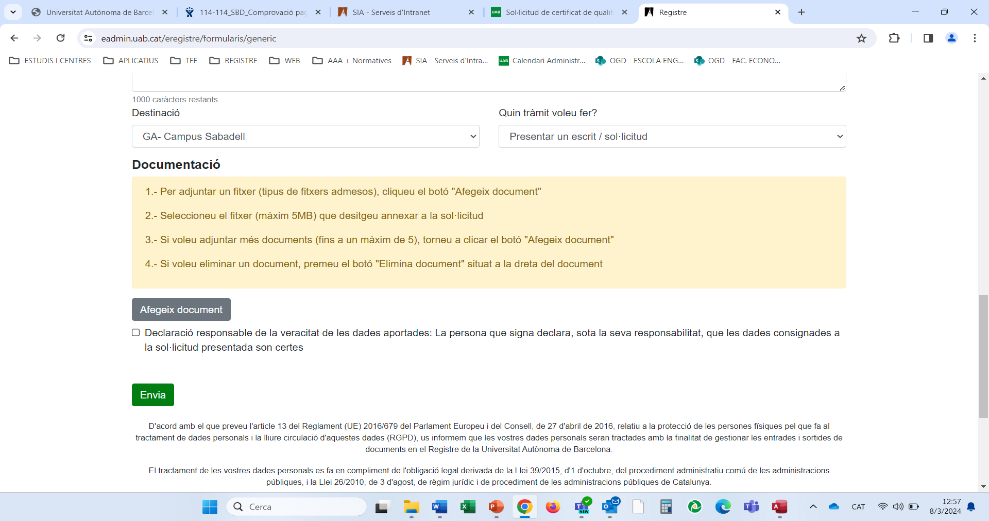 Universitat Autònoma de Barce
114-114_SBD_Comprovació pa
SIA - Serveis d'Intranet
Sol·licitud de certificat de qualif
Registre
eadmin.uab.cat/eregistre/formularis/generic
ESTUDIS I CENTRES
APLICATIUS
TFF
REGISTRE
WEB
AAA + Normatives
SIA Serveis d'Intra...
Calendari Administr...
OGD ESCOLA ENG...
OGD FAC. ECONO...
1000 caràcters restants
Destinació
Quin tràmit voleu fer?
GA- Campus Sabadell
Presentar un escrit / sol·licitud
Documentació
1.- Per adjuntar un fitxer (tipus de fitxers admesos), cliqueu el botó "Afegeix document"
2.- Seleccioneu el fitxer (màxim 5MB) que desitgeu annexar a la sol·licitud
3.- Si voleu adjuntar més documents (fins a un màxim de 5), torneu a clicar el botó "Afegeix document"
4.- Si voleu eliminar un document, premeu el botó "Elimina document" situat a la dreta del document
Afegeix document
Declaració responsable de la veracitat de les dades aportades: La persona que signa declara, sota la seva responsabilitat, que les dades consignades a
la sol·licitud presentada son certes
Envia
D'acord amb el que preveu l'article 13 del Reglament (UE) 2016/679 del Parlament Europeu i del Consell, de 27 d'abril de 2016, relatiu a la protecció de les persones físiques pel que fa al
tractament de dades personals i la lliure circulació d'aquestes dades (RGPD), us informem que les vostres dades personals seran tractades amb la finalitat de gestionar les entrades i sortides de
documents en el Registre de la Universitat Autònoma de Barcelona.
El tractament de les vostres dades personals es fa en compliment de l'obligació legal derivada de la Llei 39/2015, d'1 d'octubre, del procediment administratiu comú de les administracions
públiques, i la Llei 26/2010, de 3 d'agost, de règim jurídic i de procediment de les administracions públiques de Catalunya.
Cerca
CAT
12:57
8/3/2024